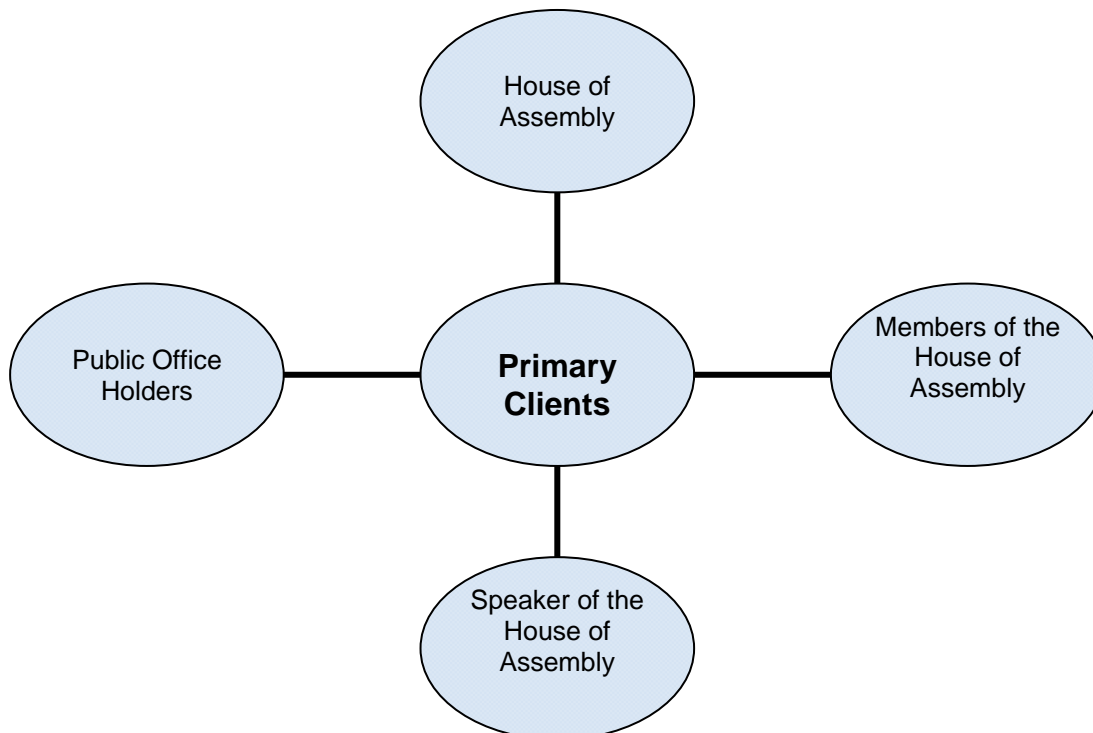 House of
Assembly
Public Office
Holders
Primary
Clients
Members of the
House of
Assembly
Speaker of the
House of
Assembly